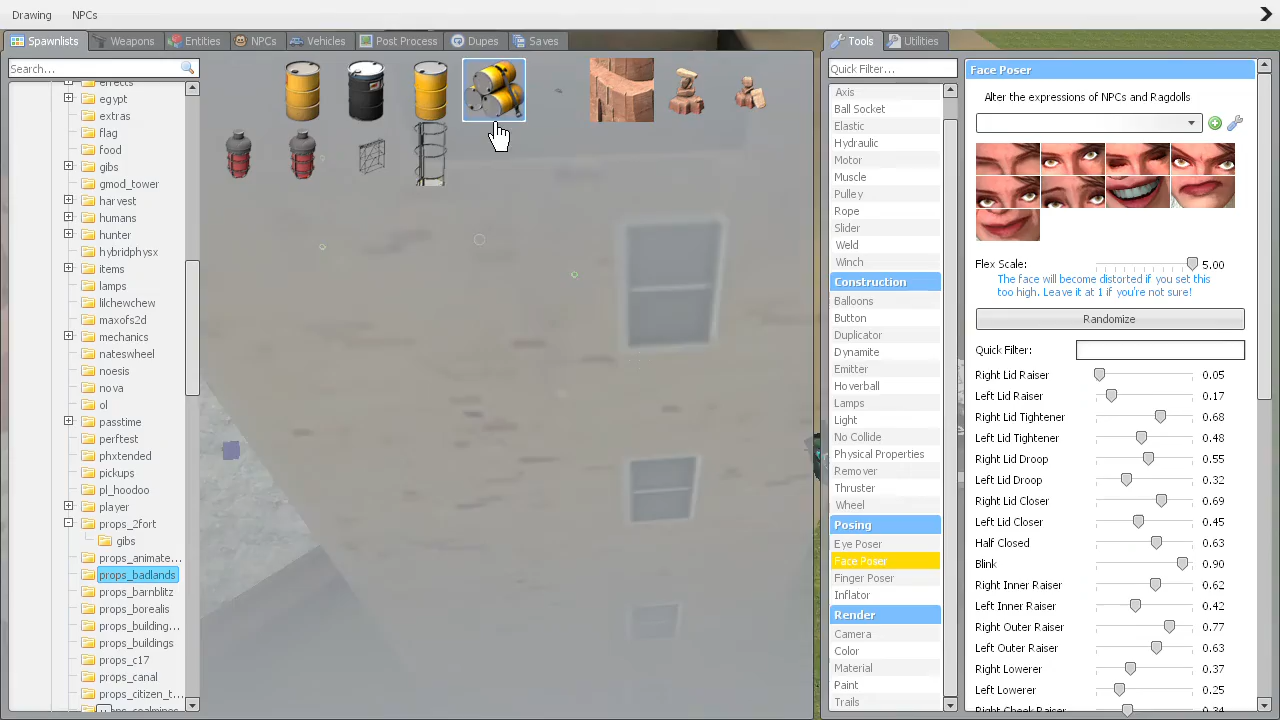 Drawing NPCs
Spawnlists Weapons Entities NPCs Vehicles Post Process Dupes Saves
Tools Utilities
Search...
effects
egypt
extras
flag
food
gibs
gmod_tower
harvest
humans
hunter
hybridphysx
items
lamps
lilchewchew
maxofs2d
mechanics
nateswheel
noesis
nova
ol
passtime
perftest
phxtended
pickups
pl_hoodoo
player
props_2fort
gibs
props_animate...
props_badlands
props_barnblitz
props_borealis
props_building...
props_buildings
props_c17
props_canal
props_citizen_t...
props_coalmines
Quick Filter...
Axis
Ball Socket
Elastic
Hydraulic
Motor
Muscle
Pulley
Rope
Slider
Weld
Winch
Construction
Balloons
Button
Duplicator
Dynamite
Emitter
Hoverball
Lamps
Light
No Collide
Physical Properties
Remover
Thruster
Wheel
Posing
Eye Poser
Face Poser
Finger Poser
Inflator
Render
Camera
Color
Material
Paint
Trails
Face Poser
Alter the expressions of NPCs and Ragdolls
Flex Scale: 5.00
The face will become distorted if you set this
too high. Leave it at 1 if you're not sure!
Randomize
Quick Filter:
Right Lid Raiser 0.05
Left Lid Raiser 0.17
Right Lid Tightener 0.68
Left Lid Tightener 0.48
Right Lid Droop 0.55
Left Lid Droop 0.32
Right Lid Closer 0.69
Left Lid Closer 0.45
Half Closed 0.63
Blink 0.90
Right Inner Raiser 0.62
Left Inner Raiser 0.42
Right Outer Raiser 0.77
Left Outer Raiser 0.63
Right Lowerer 0.37
Left Lowerer 0.25
Right Cheek Raiser 0.34